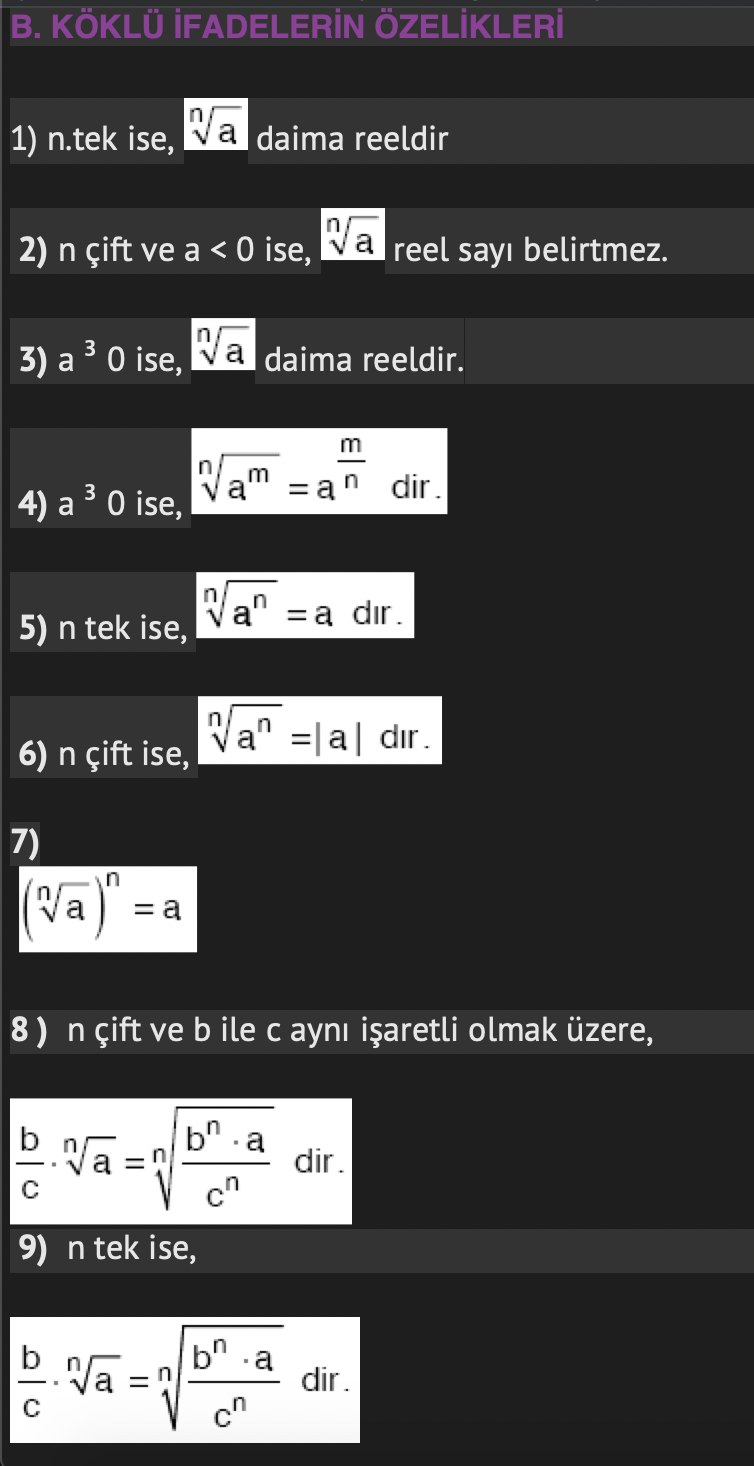 B. KÖKLÜ İFADELERİN ÖZELİKLERİ
1) n.tek ise, ⁿ√a daima reeldir
2) n çift ve a < 0 ise, ⁿ√a reel sayı belirtmez.
3) a ³ 0 ise, ⁿ√a daima reeldir.
4) a ³ 0 ise, ⁿ√(aᵐ) = a^(m/n) dir.
5) n tek ise, ⁿ√(aⁿ) = a dır.
6) n çift ise, ⁿ√(aⁿ) =|a| dır.
7)
(ⁿ√a)ⁿ = a
8 ) n çift ve b ile c aynı işaretli olmak üzere,
b/c · ⁿ√a = ⁿ√(bⁿ · a / cⁿ) dir.
9) n tek ise,
b/c · ⁿ√a = ⁿ√(bⁿ · a / cⁿ) dir.